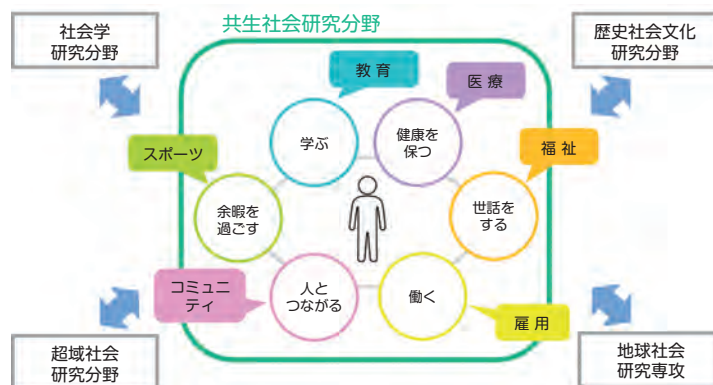 共生社会研究分野
社会学
研究分野
歴史社会文化
研究分野
教 育
医 療
学ぶ
健康を
保つ
スポーツ
福 祉
余暇を
過ごす
世話を
する
コミュニ
ティ
人と
つながる
働く
雇 用
超域社会
研究分野
地球社会
研究専攻